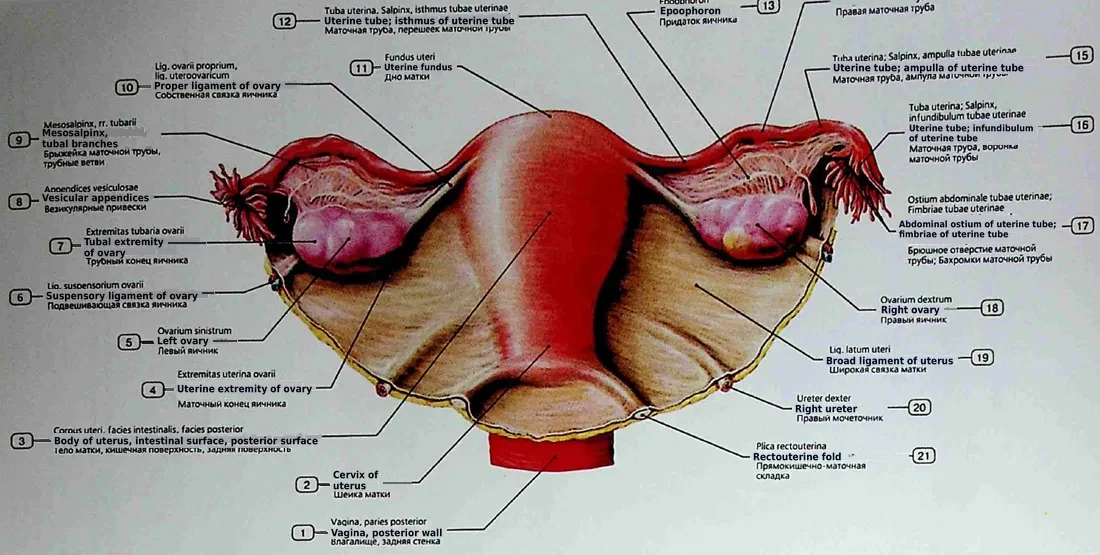 12
Tuba uterina, Salpinx, isthmus tubae uterinae
Uterine tube; isthmus of uterine tube
Маточная труба, перешеек маточной трубы
Epoophoron
Epoophoron
Придаток яичника
13
Правая маточная труба
11
Fundus uteri
Uterine fundus
Дно матки
Tuba uterina; Salpinx, ampulla tubae uterinae
Uterine tube; ampulla of uterine tube
Маточная труба, ампула маточной трубы
15
10
Lig. ovarii proprium,
lig. uteroovaricum
Proper ligament of ovary
Собственная связка яичника
9
Mesosalpinx, rr. tubarii
Mesosalpinx,
tubal branches
Брыжейка маточной трубы,
трубные ветви
Tuba uterina; Salpinx,
infundibulum tubae uterinae
Uterine tube; infundibulum
of uterine tube
Маточная труба, воронка
маточной трубы
16
8
Appendices vesiculosae
Vesicular appendices
Везикулярные привески
Ostium abdominale tubae uterinae;
Fimbriae tubae uterinae
Abdominal ostium of uterine tube;
fimbriae of uterine tube
Брюшное отверстие маточной
трубы; Бахромки маточной трубы
17
7
Extremitas tubaria ovarii
Tubal extremity
of ovary
Трубный конец яичника
6
Lig. suspensorium ovarii
Suspensory ligament of ovary
Подвешивающая связка яичника
Ovarium dextrum
Right ovary
Правый яичник
18
5
Ovarium sinistrum
Left ovary
Левый яичник
Lig. latum uteri
Broad ligament of uterus
Широкая связка матки
19
4
Extremitas uterina ovarii
Uterine extremity of ovary
Маточный конец яичника
Ureter dexter
Right ureter
Правый мочеточник
20
3
Corpus uteri, facies intestinalis, facies posterior
Body of uterus, intestinal surface, posterior surface
Тело матки, кишечная поверхность, задняя поверхность
Plica rectouterina
Rectouterine fold
Прямокишечно-маточная
складка
21
2
Cervix of
uterus
Шейка матки
1
Vagina, paries posterior
Vagina, posterior wall
Влагалище, задняя стенка